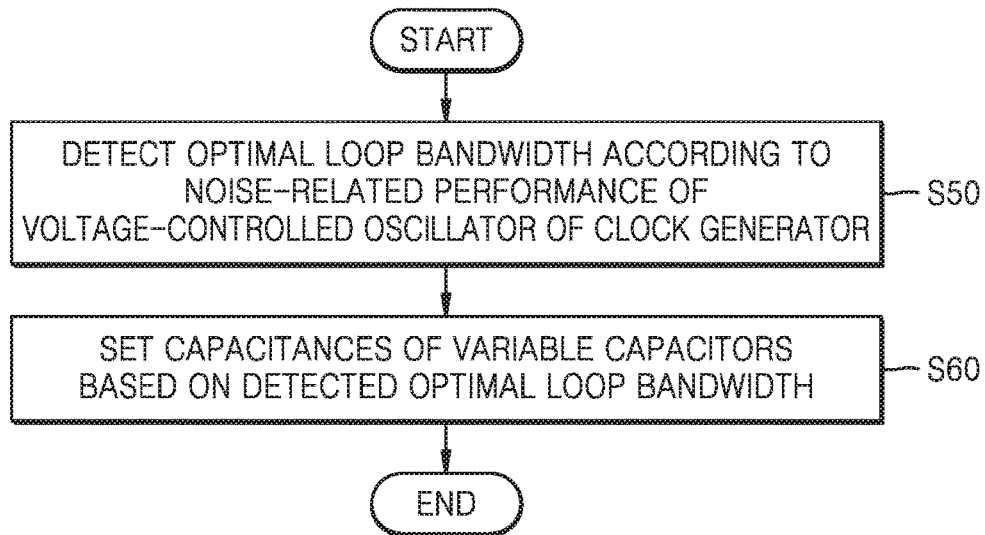 START
DETECT OPTIMAL LOOP BANDWIDTH ACCORDING TO
NOISE-RELATED PERFORMANCE OF
VOLTAGE-CONTROLLED OSCILLATOR OF CLOCK GENERATOR
S50
SET CAPACITANCES OF VARIABLE CAPACITORS
BASED ON DETECTED OPTIMAL LOOP BANDWIDTH
S60
END